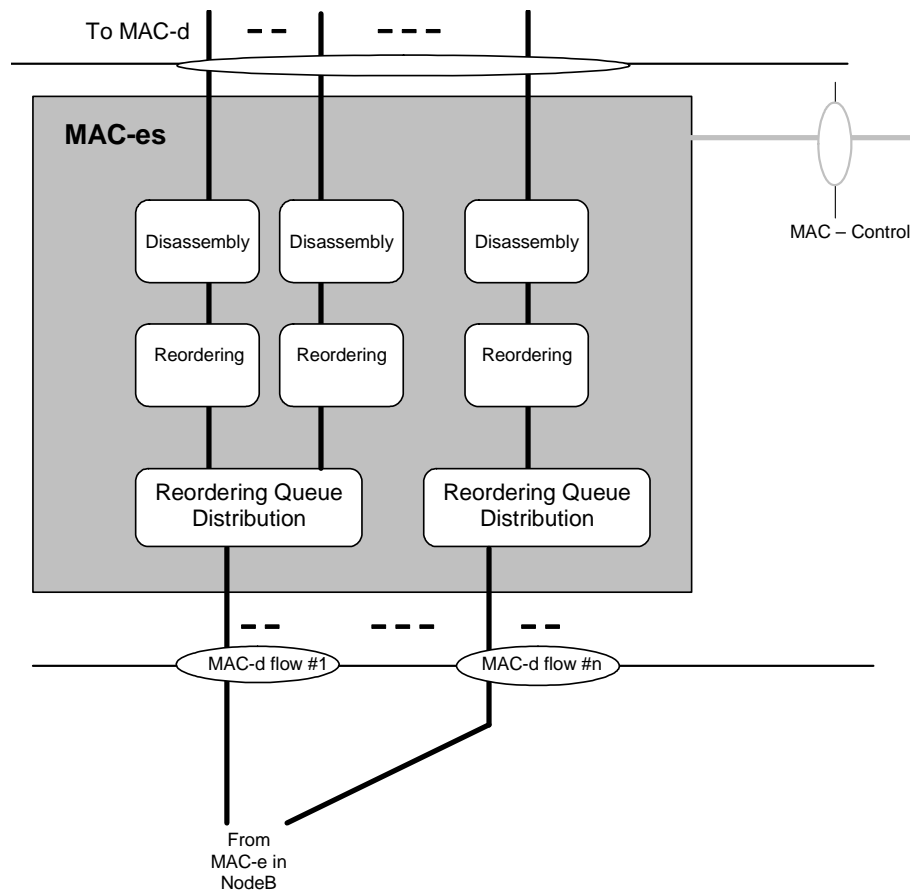 To MAC-d
MAC-es
MAC – Control
Disassembly
Disassembly
Disassembly
Reordering
Reordering
Reordering
Reordering Queue
Distribution
Reordering Queue
Distribution
MAC-d flow #1
MAC-d flow #n
From
MAC-e in
NodeB